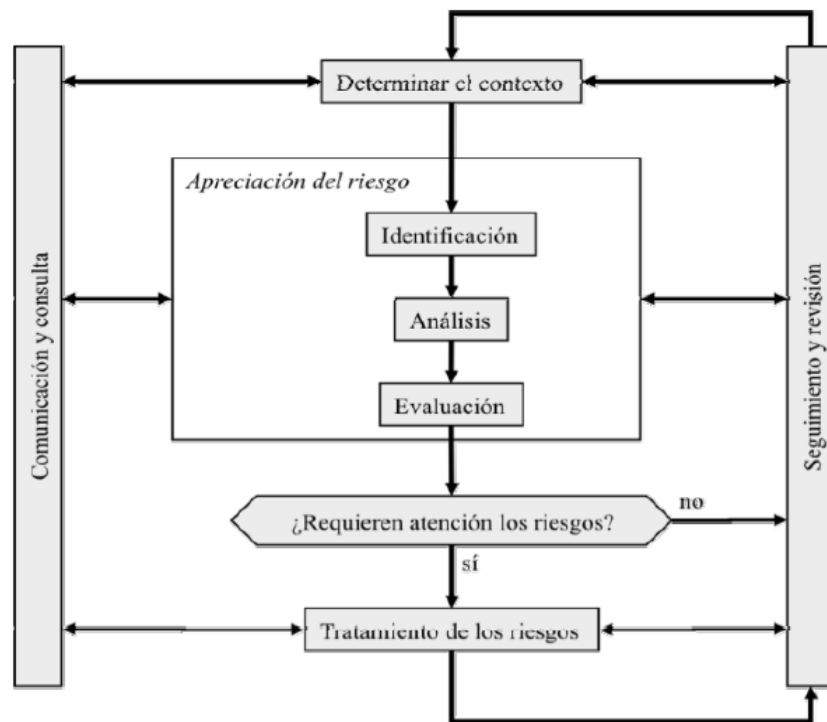 Determinar el contexto
Apreciación del riesgo
Identificación
Análisis
Evaluación
¿Requieren atención los riesgos?
no
sí
Tratamiento de los riesgos
Comunicación y consulta
Seguimiento y revisión